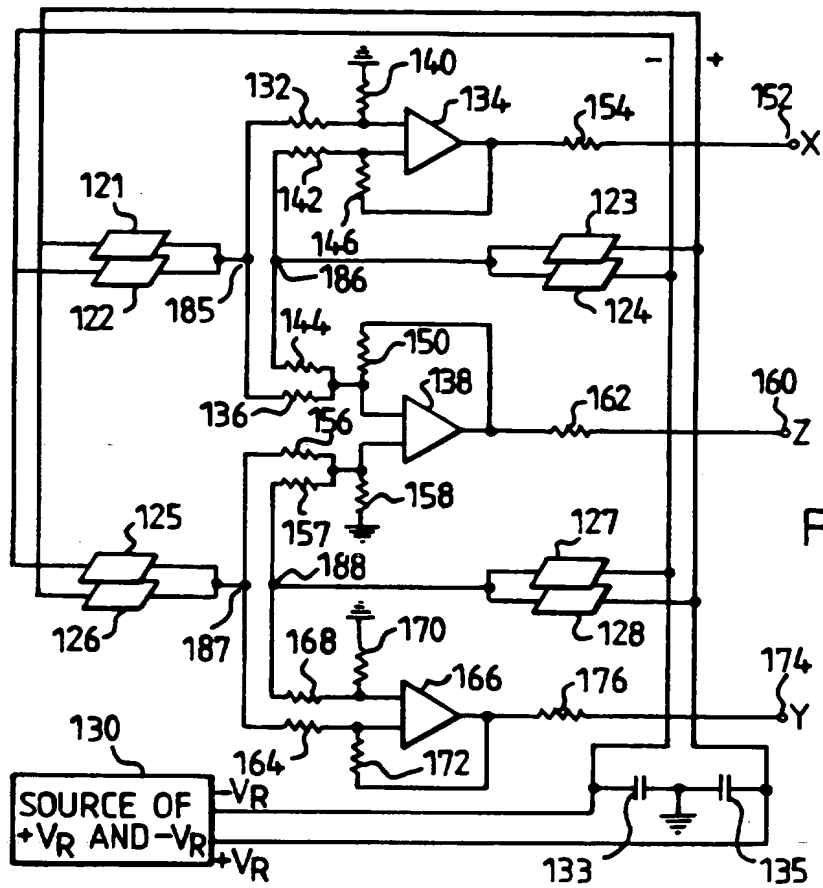 - +
132 140 134 154 152 X
121 142 146 123
122 185 186 124
144 150 138 162 160 Z
136 156
125 157 158 127
126 187 188 128
168 170 166 176 174 Y
164 172
130
SOURCE OF
+VR AND -VR
-VR
+VR
133 135